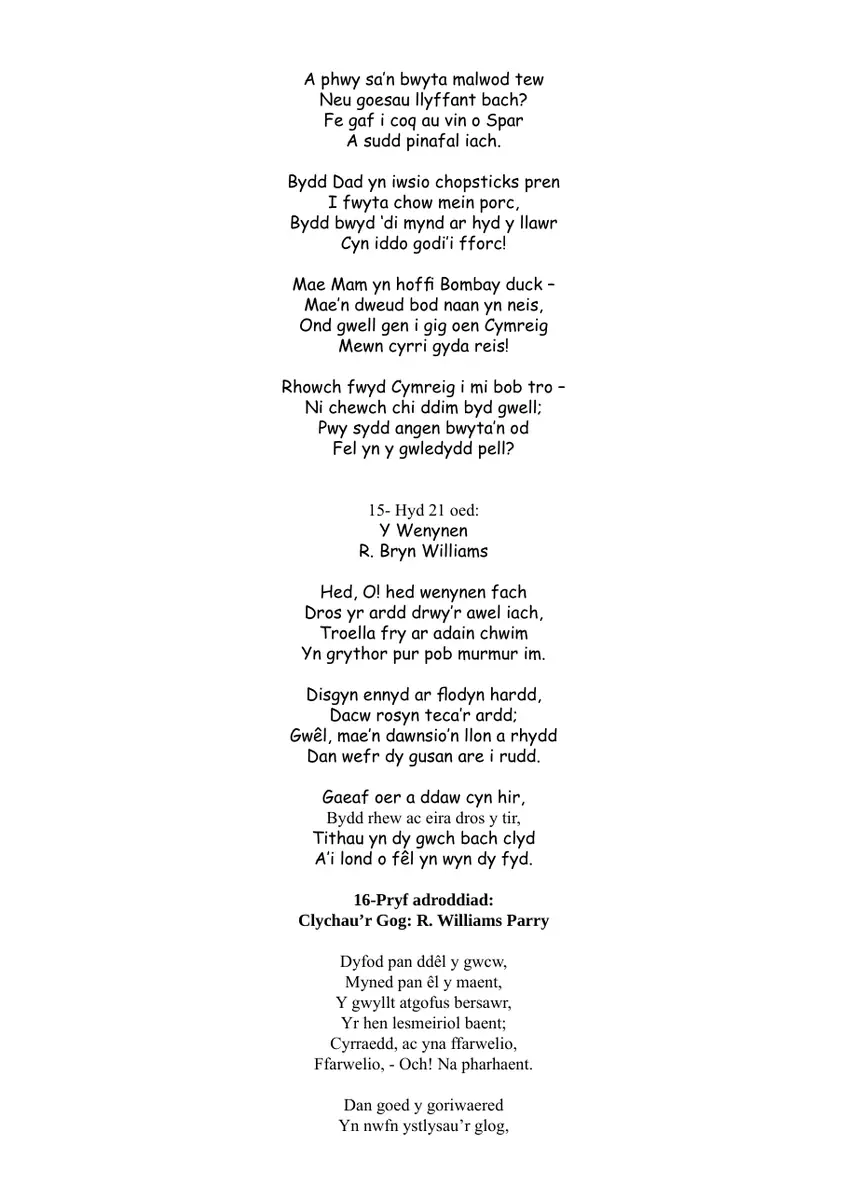 A phwy sa’n bwyta malwod tew
Neu goesau llyffant bach?
Fe gaf i coq au vin o Spar
A sudd pinafal iach.
Bydd Dad yn iwsio chopsticks pren
I fwyta chow mein porc,
Bydd bwyd ‘di mynd ar hyd y llawr
Cyn iddo godi’i fforc!
Mae Mam yn hoffi Bombay duck –
Mae’n dweud bod naan yn neis,
Ond gwell gen i gig oen Cymreig
Mewn cyrri gyda reis!
Rhowch fwyd Cymreig i mi bob tro –
Ni chewch chi ddim byd gwell;
Pwy sydd angen bwyta’n od
Fel yn y gwledydd pell?
15- Hyd 21 oed:
Y Wenynen
R. Bryn Williams
Hed, O! hed wenynen fach
Dros yr ardd drwy’r awel iach,
Troella fry ar adain chwim
Yn grythor pur pob murmur im.
Disgyn ennyd ar flodyn hardd,
Dacw rosyn teca’r ardd;
Gwêl, mae’n dawnsio’n llon a rhydd
Dan wefr dy gusan are i rudd.
Gaeaf oer a ddaw cyn hir,
Bydd rhew ac eira dros y tir,
Tithau yn dy gwch bach clyd
A’i lond o fêl yn wyn dy fyd.
16-Pryf adroddiad:
Clychau’r Gog: R. Williams Parry
Dyfod pan ddêl y gwcw,
Myned pan êl y maent,
Y gwyllt atgofus bersawr,
Yr hen lesmeiriol baent;
Cyrraedd, ac yna ffarwelio,
Ffarwelio, - Och! Na pharhaent.
Dan goed y goriwaered
Yn nwfn ystlysau’r glog,